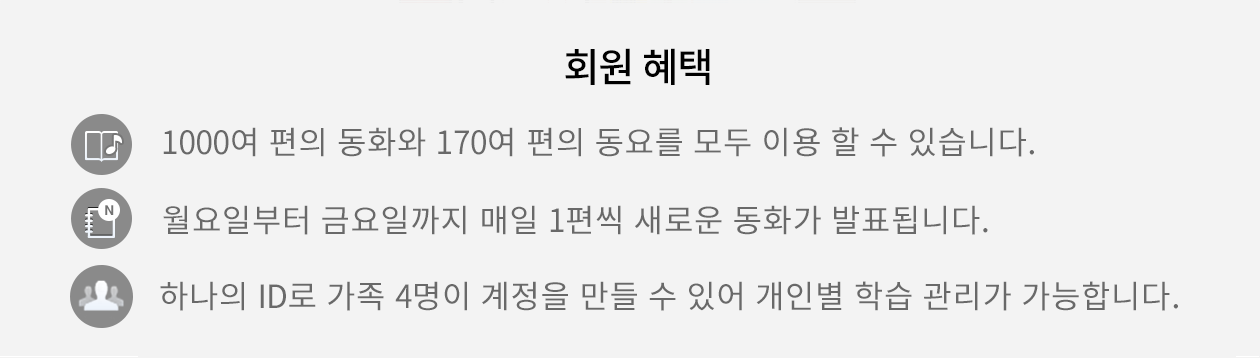 회원 혜택
1000여 편의 동화와 170여 편의 동요를 모두 이용 할 수 있습니다.
N
월요일부터 금요일까지 매일 1편씩 새로운 동화가 발표됩니다.
하나의 ID로 가족 4명이 계정을 만들 수 있어 개인별 학습 관리가 가능합니다.